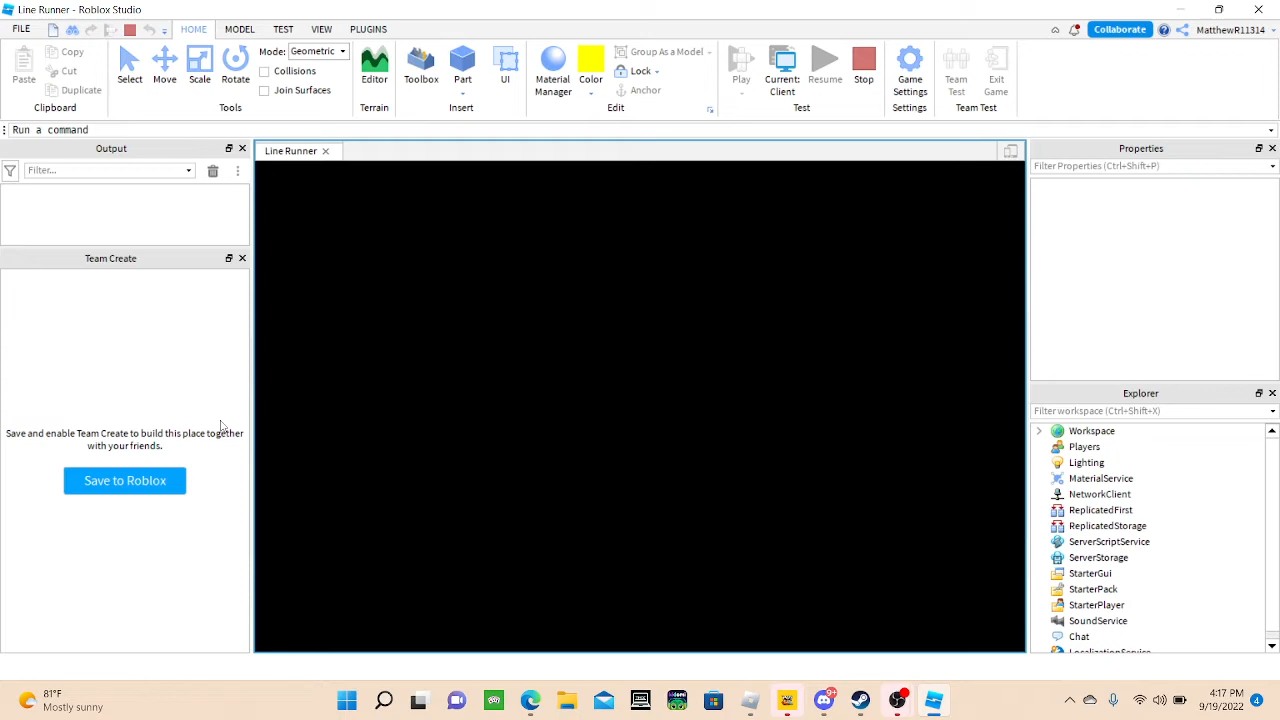 Line Runner - Roblox Studio
FILE HOME MODEL TEST VIEW PLUGINS Collaborate MatthewR11314
Paste Copy Cut Duplicate Clipboard
Select Move Scale Rotate Mode: Geometric Collisions Join Surfaces Tools
Editor Terrain
Toolbox Part UI Insert
Material Manager Color Group As a Model Lock Anchor Edit
Play Current: Client Resume Stop Test
Game Settings Settings
Team Test Exit Game Team Test
Run a command
Output
Filter...
Team Create
Save and enable Team Create to build this place together
with your friends.
Save to Roblox
Line Runner
Properties
Filter Properties (Ctrl+Shift+P)
Explorer
Filter workspace (Ctrl+Shift+X)
Workspace
Players
Lighting
MaterialService
NetworkClient
ReplicatedFirst
ReplicatedStorage
ServerScriptService
ServerStorage
StarterGui
StarterPack
StarterPlayer
SoundService
Chat
LocalizationService
81°F
Mostly sunny
9+
4:17 PM
9/19/2022
4